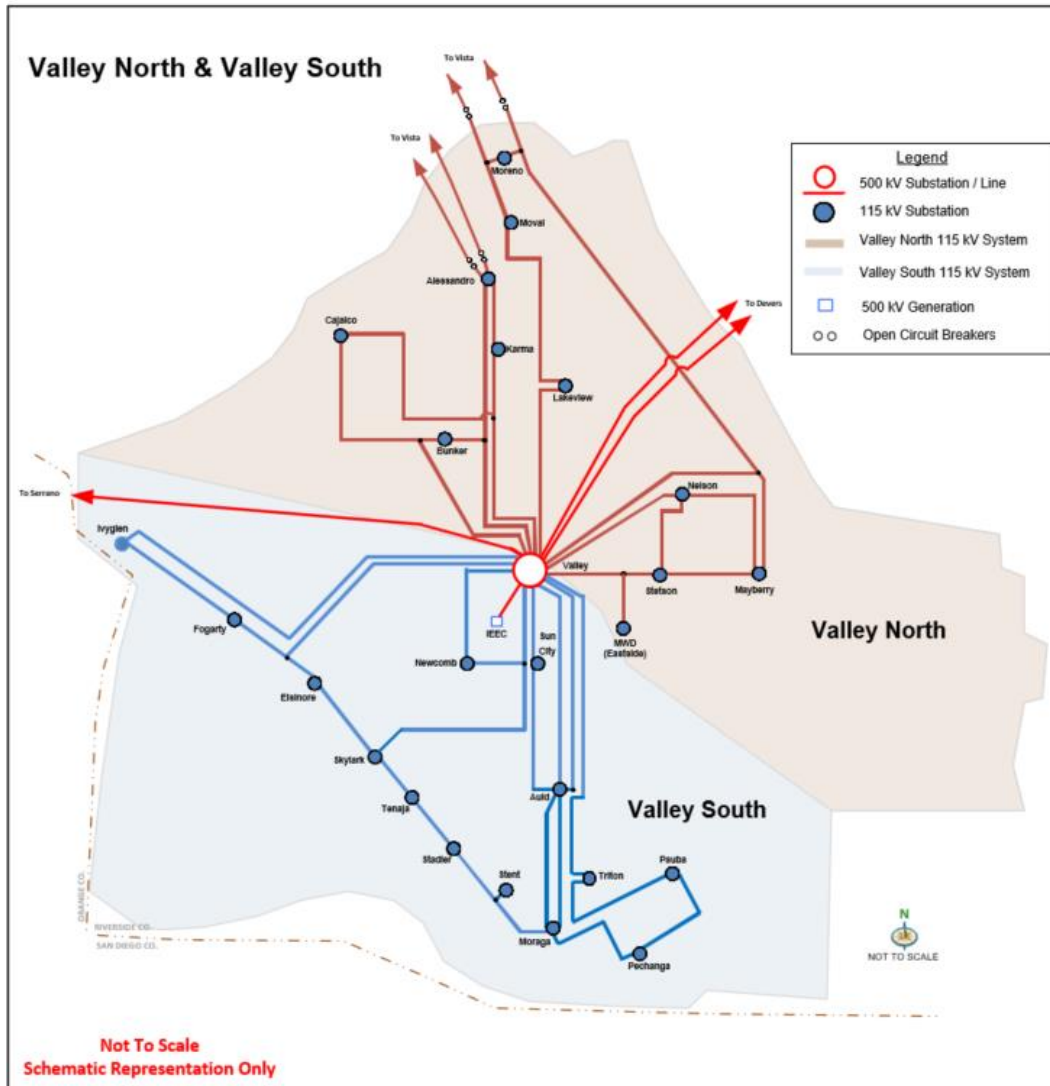 Valley North & Valley South
To Vista
To Vista
Legend
500 kV Substation / Line
115 kV Substation
Valley North 115 kV System
Valley South 115 kV System
500 kV Generation
Open Circuit Breakers
Moreno
Moval
Alessandro
To Devers
Cajalco
Karma
Lakeview
Bunker
Nelson
To Serrano
Ivyglen
Valley
Stetson
Mayberry
Fogarty
IEEC
Sun
City
MWD
(Eastside)
Valley North
Newcomb
Elsinore
Skylark
Tenaja
Auld
Valley South
Stadler
Stent
Triton
Pauba
ORANGE CO.
RIVERSIDE CO.
SAN DIEGO CO.
Moraga
Pechanga
N
NOT TO SCALE
Not To Scale
Schematic Representation Only